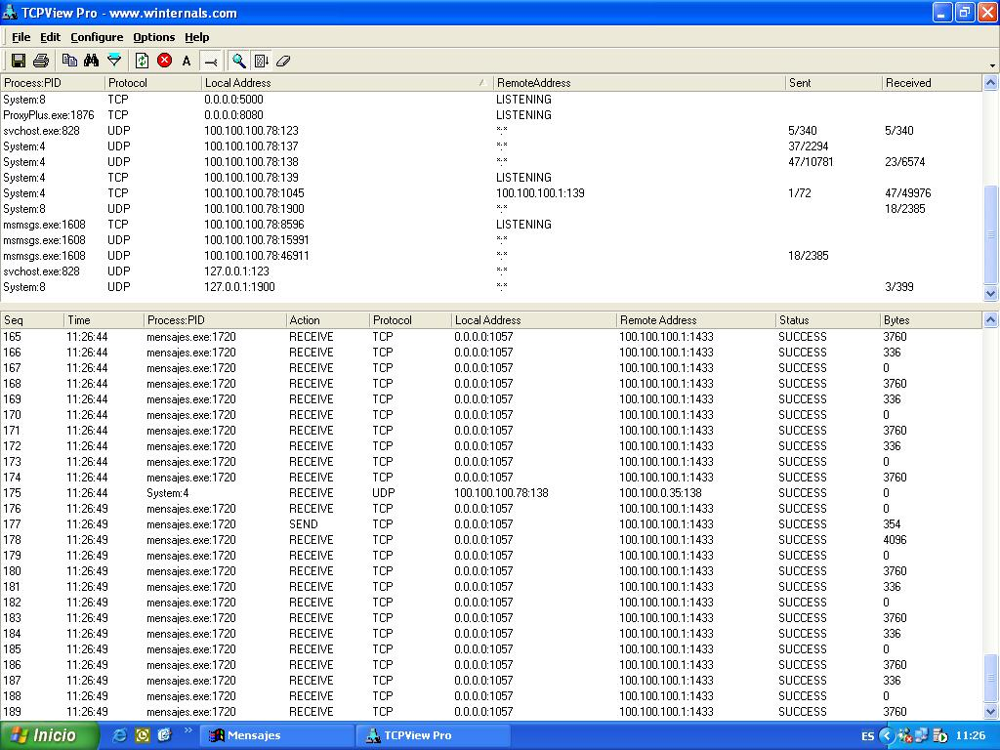 TCPView Pro - www.winternals.com
File Edit Configure Options Help
A
Process:PID Protocol Local Address RemoteAddress Sent Received
System:8 TCP 0.0.0.0:5000 LISTENING
ProxyPlus.exe:1876 TCP 0.0.0.0:8080 LISTENING
svchost.exe:828 UDP 100.100.100.78:123 *:* 5/340 5/340
System:4 UDP 100.100.100.78:137 *:* 37/2294
System:4 UDP 100.100.100.78:138 *:* 47/10781 23/6574
System:4 TCP 100.100.100.78:139 LISTENING
System:4 TCP 100.100.100.78:1045 100.100.100.1:139 1/72 47/49976
System:8 UDP 100.100.100.78:1900 *:* 18/2385
msmsgs.exe:1608 TCP 100.100.100.78:8596 LISTENING
msmsgs.exe:1608 UDP 100.100.100.78:15991 *:*
msmsgs.exe:1608 UDP 100.100.100.78:46911 *:* 18/2385
svchost.exe:828 UDP 127.0.0.1:123 *:*
System:8 UDP 127.0.0.1:1900 *:* 3/399
Seq Time Process:PID Action Protocol Local Address Remote Address Status Bytes
165 11:26:44 mensajes.exe:1720 RECEIVE TCP 0.0.0.0:1057 100.100.100.1:1433 SUCCESS 3760
166 11:26:44 mensajes.exe:1720 RECEIVE TCP 0.0.0.0:1057 100.100.100.1:1433 SUCCESS 336
167 11:26:44 mensajes.exe:1720 RECEIVE TCP 0.0.0.0:1057 100.100.100.1:1433 SUCCESS 0
168 11:26:44 mensajes.exe:1720 RECEIVE TCP 0.0.0.0:1057 100.100.100.1:1433 SUCCESS 3760
169 11:26:44 mensajes.exe:1720 RECEIVE TCP 0.0.0.0:1057 100.100.100.1:1433 SUCCESS 336
170 11:26:44 mensajes.exe:1720 RECEIVE TCP 0.0.0.0:1057 100.100.100.1:1433 SUCCESS 0
171 11:26:44 mensajes.exe:1720 RECEIVE TCP 0.0.0.0:1057 100.100.100.1:1433 SUCCESS 3760
172 11:26:44 mensajes.exe:1720 RECEIVE TCP 0.0.0.0:1057 100.100.100.1:1433 SUCCESS 336
173 11:26:44 mensajes.exe:1720 RECEIVE TCP 0.0.0.0:1057 100.100.100.1:1433 SUCCESS 0
174 11:26:44 mensajes.exe:1720 RECEIVE TCP 0.0.0.0:1057 100.100.100.1:1433 SUCCESS 3760
175 11:26:44 System:4 RECEIVE UDP 100.100.100.78:138 100.100.0.35:138 SUCCESS 0
176 11:26:49 mensajes.exe:1720 RECEIVE TCP 0.0.0.0:1057 100.100.100.1:1433 SUCCESS 0
177 11:26:49 mensajes.exe:1720 SEND TCP 0.0.0.0:1057 100.100.100.1:1433 SUCCESS 354
178 11:26:49 mensajes.exe:1720 RECEIVE TCP 0.0.0.0:1057 100.100.100.1:1433 SUCCESS 4096
179 11:26:49 mensajes.exe:1720 RECEIVE TCP 0.0.0.0:1057 100.100.100.1:1433 SUCCESS 0
180 11:26:49 mensajes.exe:1720 RECEIVE TCP 0.0.0.0:1057 100.100.100.1:1433 SUCCESS 3760
181 11:26:49 mensajes.exe:1720 RECEIVE TCP 0.0.0.0:1057 100.100.100.1:1433 SUCCESS 336
182 11:26:49 mensajes.exe:1720 RECEIVE TCP 0.0.0.0:1057 100.100.100.1:1433 SUCCESS 0
183 11:26:49 mensajes.exe:1720 RECEIVE TCP 0.0.0.0:1057 100.100.100.1:1433 SUCCESS 3760
184 11:26:49 mensajes.exe:1720 RECEIVE TCP 0.0.0.0:1057 100.100.100.1:1433 SUCCESS 336
185 11:26:49 mensajes.exe:1720 RECEIVE TCP 0.0.0.0:1057 100.100.100.1:1433 SUCCESS 0
186 11:26:49 mensajes.exe:1720 RECEIVE TCP 0.0.0.0:1057 100.100.100.1:1433 SUCCESS 3760
187 11:26:49 mensajes.exe:1720 RECEIVE TCP 0.0.0.0:1057 100.100.100.1:1433 SUCCESS 336
188 11:26:49 mensajes.exe:1720 RECEIVE TCP 0.0.0.0:1057 100.100.100.1:1433 SUCCESS 0
189 11:26:49 mensajes.exe:1720 RECEIVE TCP 0.0.0.0:1057 100.100.100.1:1433 SUCCESS 3760
Inicio Mensajes TCPView Pro ES 11:26